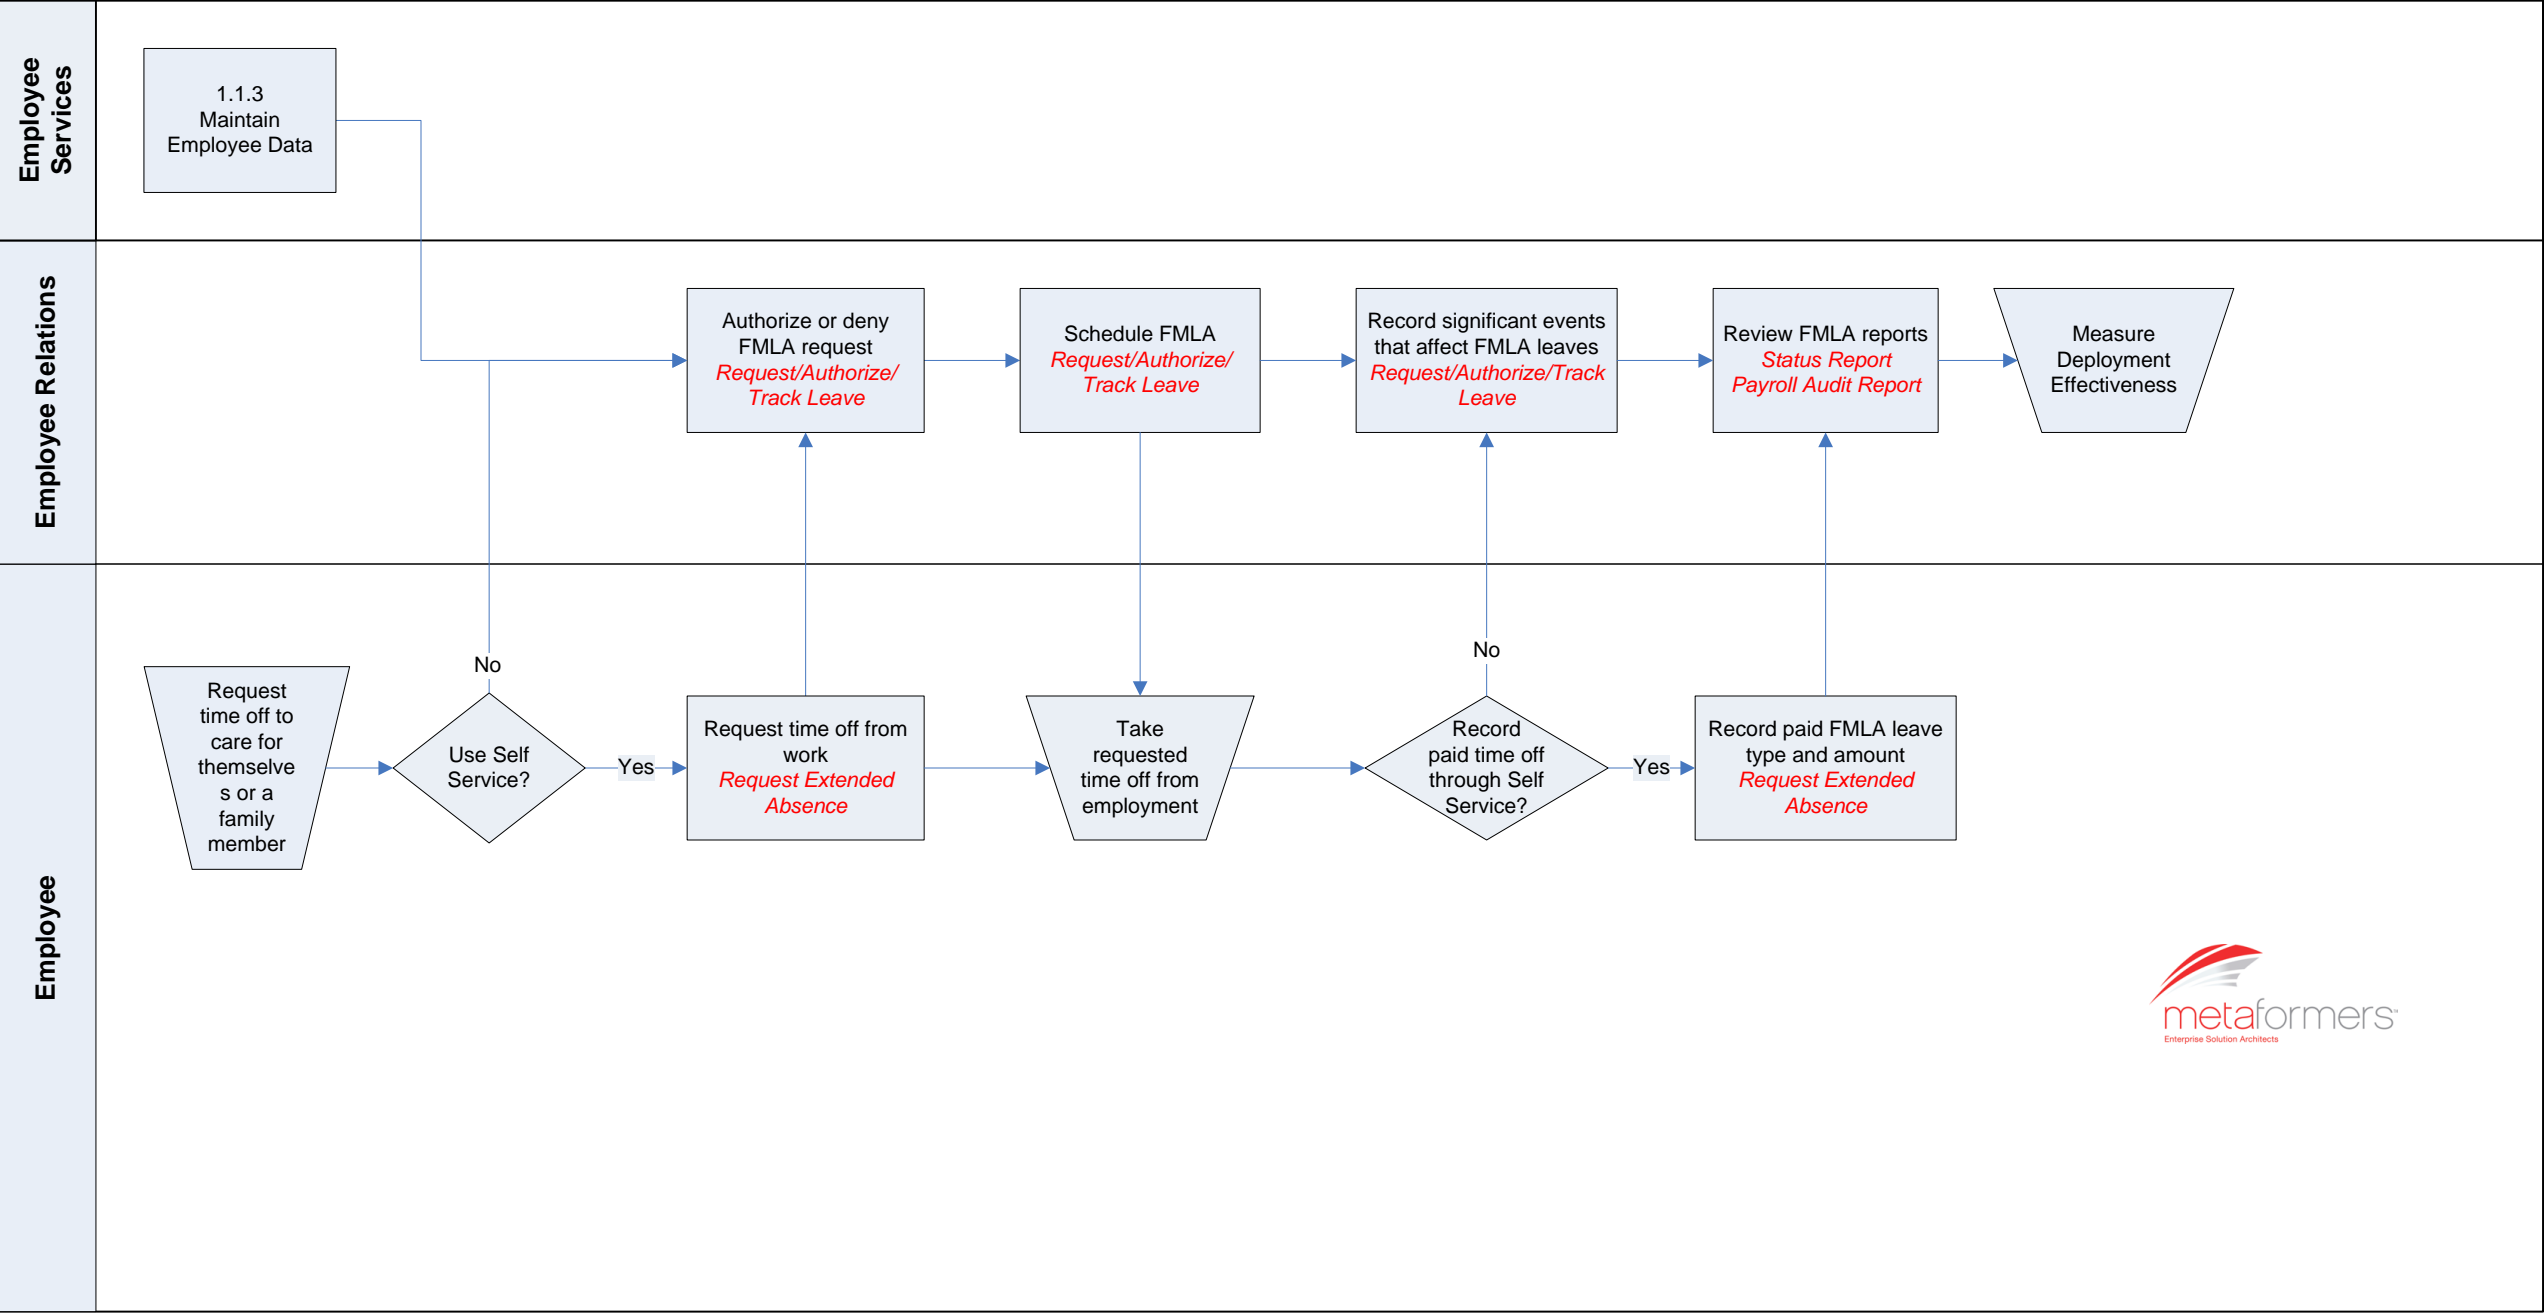 Employee
Services
1.1.3
Maintain
Employee Data
Employee Relations
Authorize or deny
FMLA request
Request/Authorize/
Track Leave
Schedule FMLA
Request/Authorize/
Track Leave
Record significant events
that affect FMLA leaves
Request/Authorize/Track
Leave
Review FMLA reports
Status Report
Payroll Audit Report
Measure
Deployment
Effectiveness
Employee
Request
time off to
care for
themselve
s or a
family
member
No
Use Self
Service?
Yes
Request time off from
work
Request Extended
Absence
Take
requested
time off from
employment
No
Record
paid time off
through Self
Service?
Yes
Record paid FMLA leave
type and amount
Request Extended
Absence
metaformers™
Enterprise Solution Architects